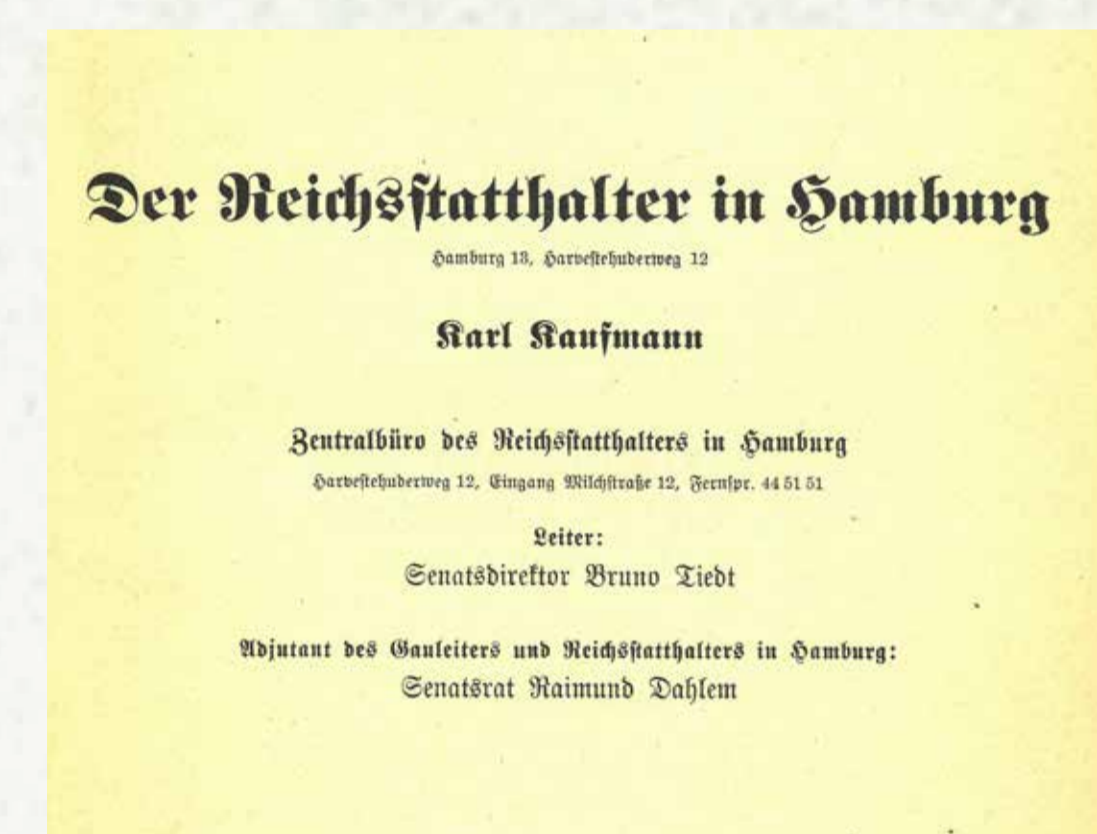 Der Reichsstatthalter in Hamburg
Hamburg 13, Harvestehuderweg 12
Karl Kaufmann
Zentralbüro des Reichsstatthalters in Hamburg
Harvestehuderweg 12, Eingang Milchstraße 12, Fernspr. 44 51 51
Leiter:
Senatsdirektor Bruno Tiedt
Adjutant des Gauleiters und Reichsstatthalters in Hamburg:
Senatsrat Raimund Dahlem